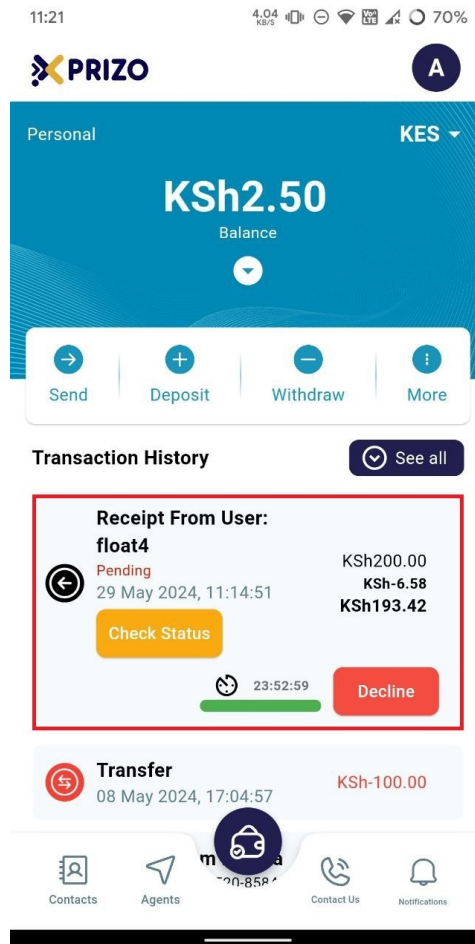 11:21
4.04 KB/S
Vo LTE
70%
PRIZO
A
Personal
KES
KSh2.50
Balance
Send
Deposit
Withdraw
More
Transaction History
See all
Receipt From User:
float4
Pending
29 May 2024, 11:14:51
KSh200.00
KSh-6.58
KSh193.42
Check Status
23:52:59
Decline
Transfer
08 May 2024, 17:04:57
KSh-100.00
Contacts
Agents
Contact Us
Notifications